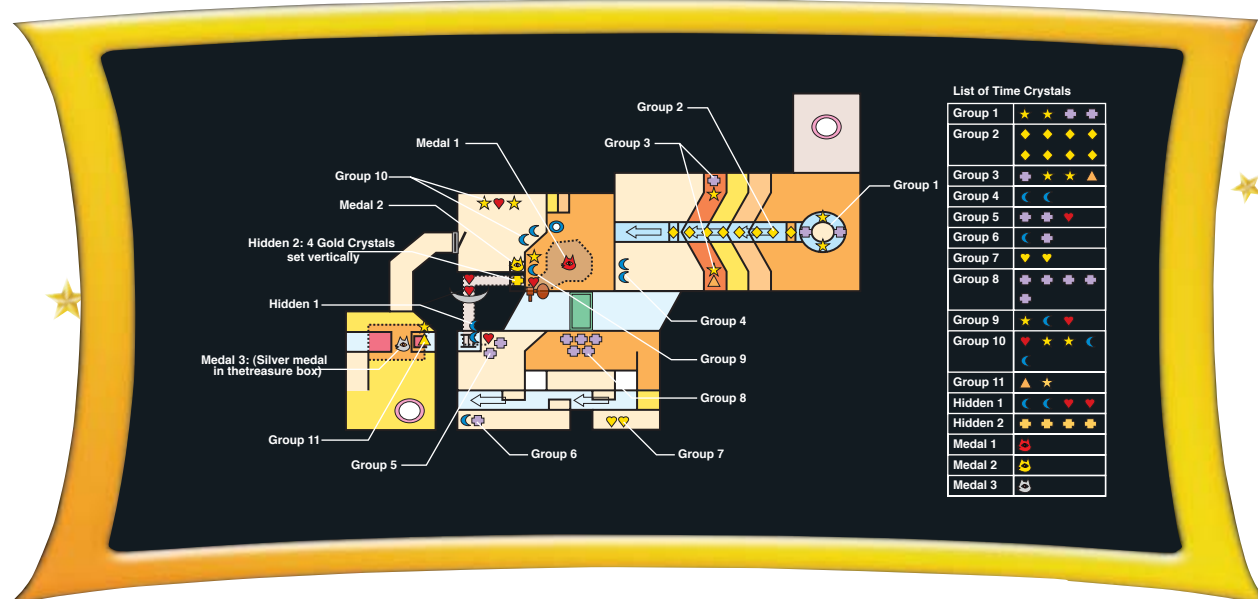 List of Time Crystals
Group 1
Group 2
Group 3
Group 4
Group 5
Group 6
Group 7
Group 8
Group 9
Group 10
Group 11
Hidden 1
Hidden 2
Medal 1
Medal 2
Medal 3
Group 2
Medal 1
Group 3
Group 10
Group 1
Medal 2
Hidden 2: 4 Gold Crystals
set vertically
Hidden 1
Group 4
Medal 3: (Silver medal
in thetreasure box)
Group 9
Group 8
Group 11
Group 5
Group 6
Group 7